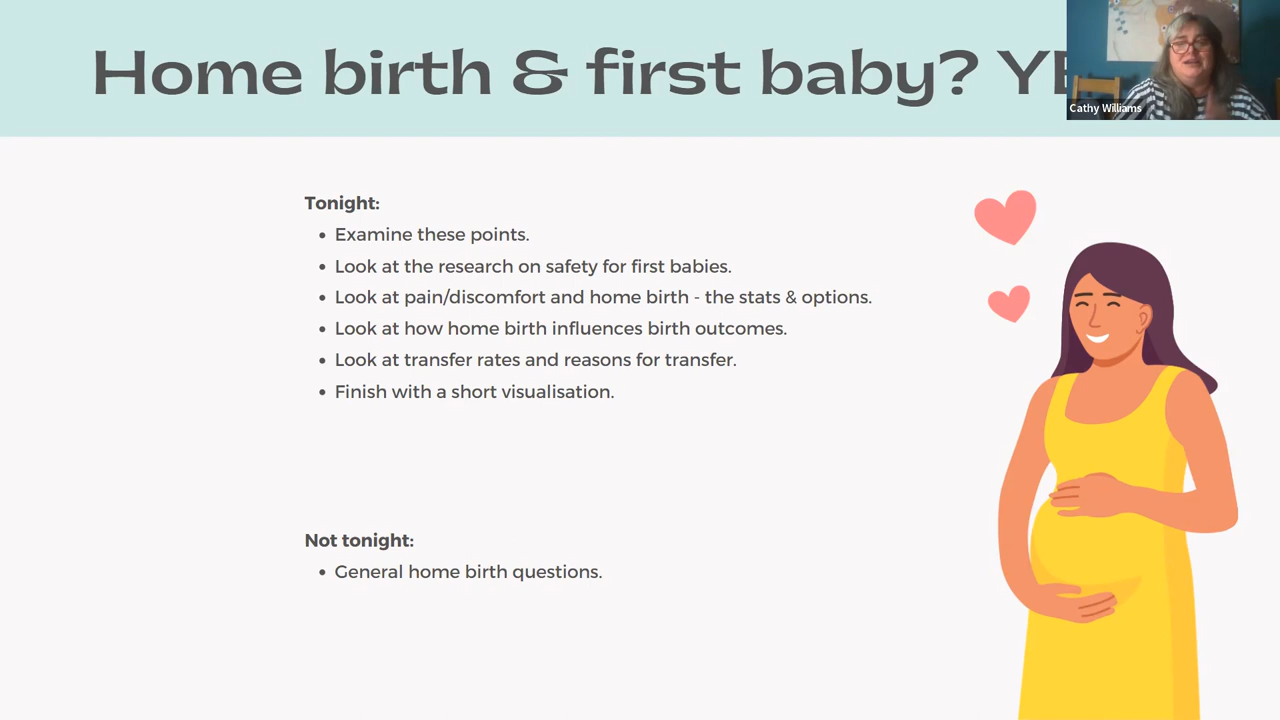 Home birth & first baby? YE
Cathy Williams
Tonight:
• Examine these points.
• Look at the research on safety for first babies.
• Look at pain/discomfort and home birth - the stats & options.
• Look at how home birth influences birth outcomes.
• Look at transfer rates and reasons for transfer.
• Finish with a short visualisation.
Not tonight:
• General home birth questions.